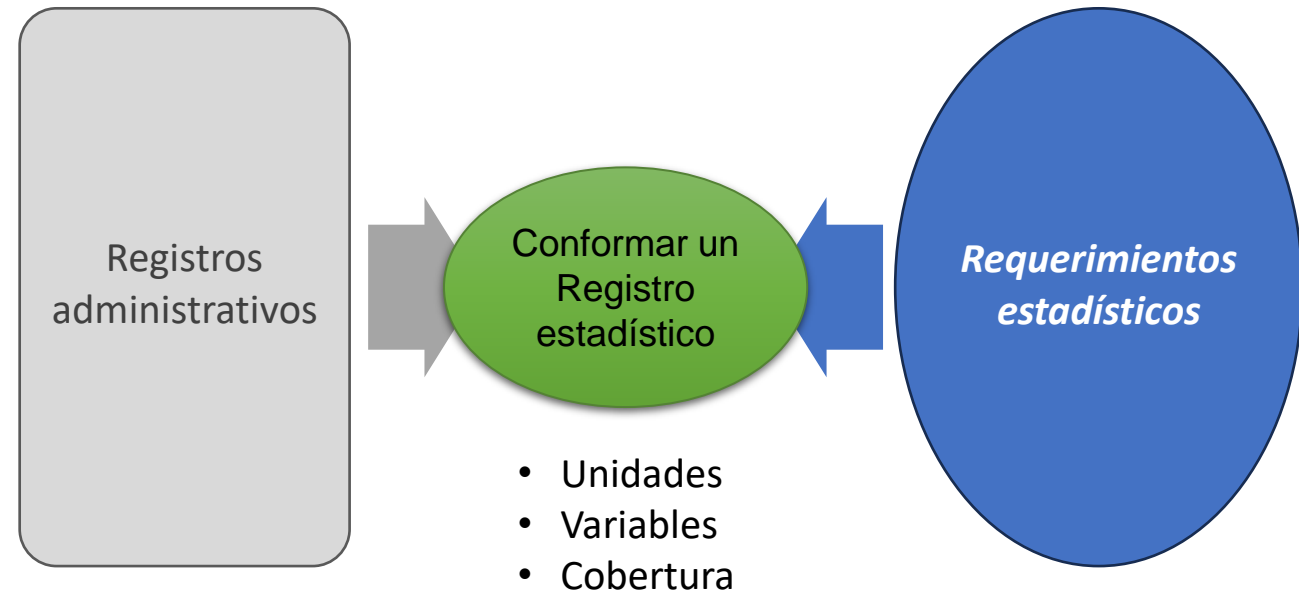 Registros
administrativos
Conformar un
Registro
estadístico
Requerimientos
estadísticos
• Unidades
• Variables
• Cobertura